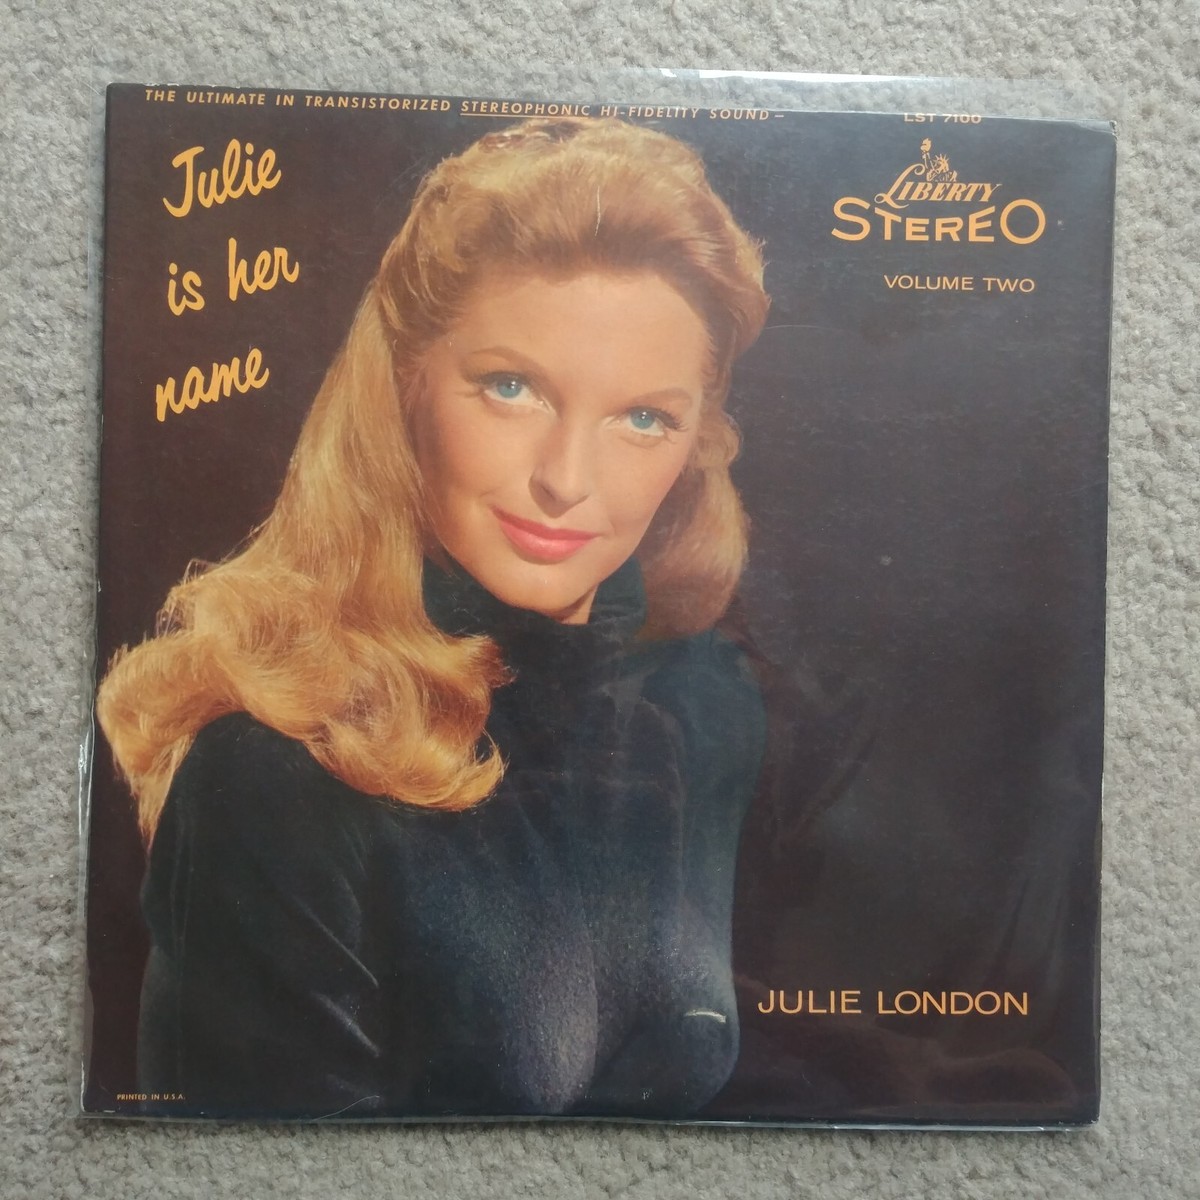 THE ULTIMATE IN TRANSISTORIZED STEREOPHONIC HI-FIDELITY SOUND—
LST 7100
Julie
is her
name
LIBERTY
STEREO
VOLUME TWO
JULIE LONDON
PRINTED IN U.S.A.